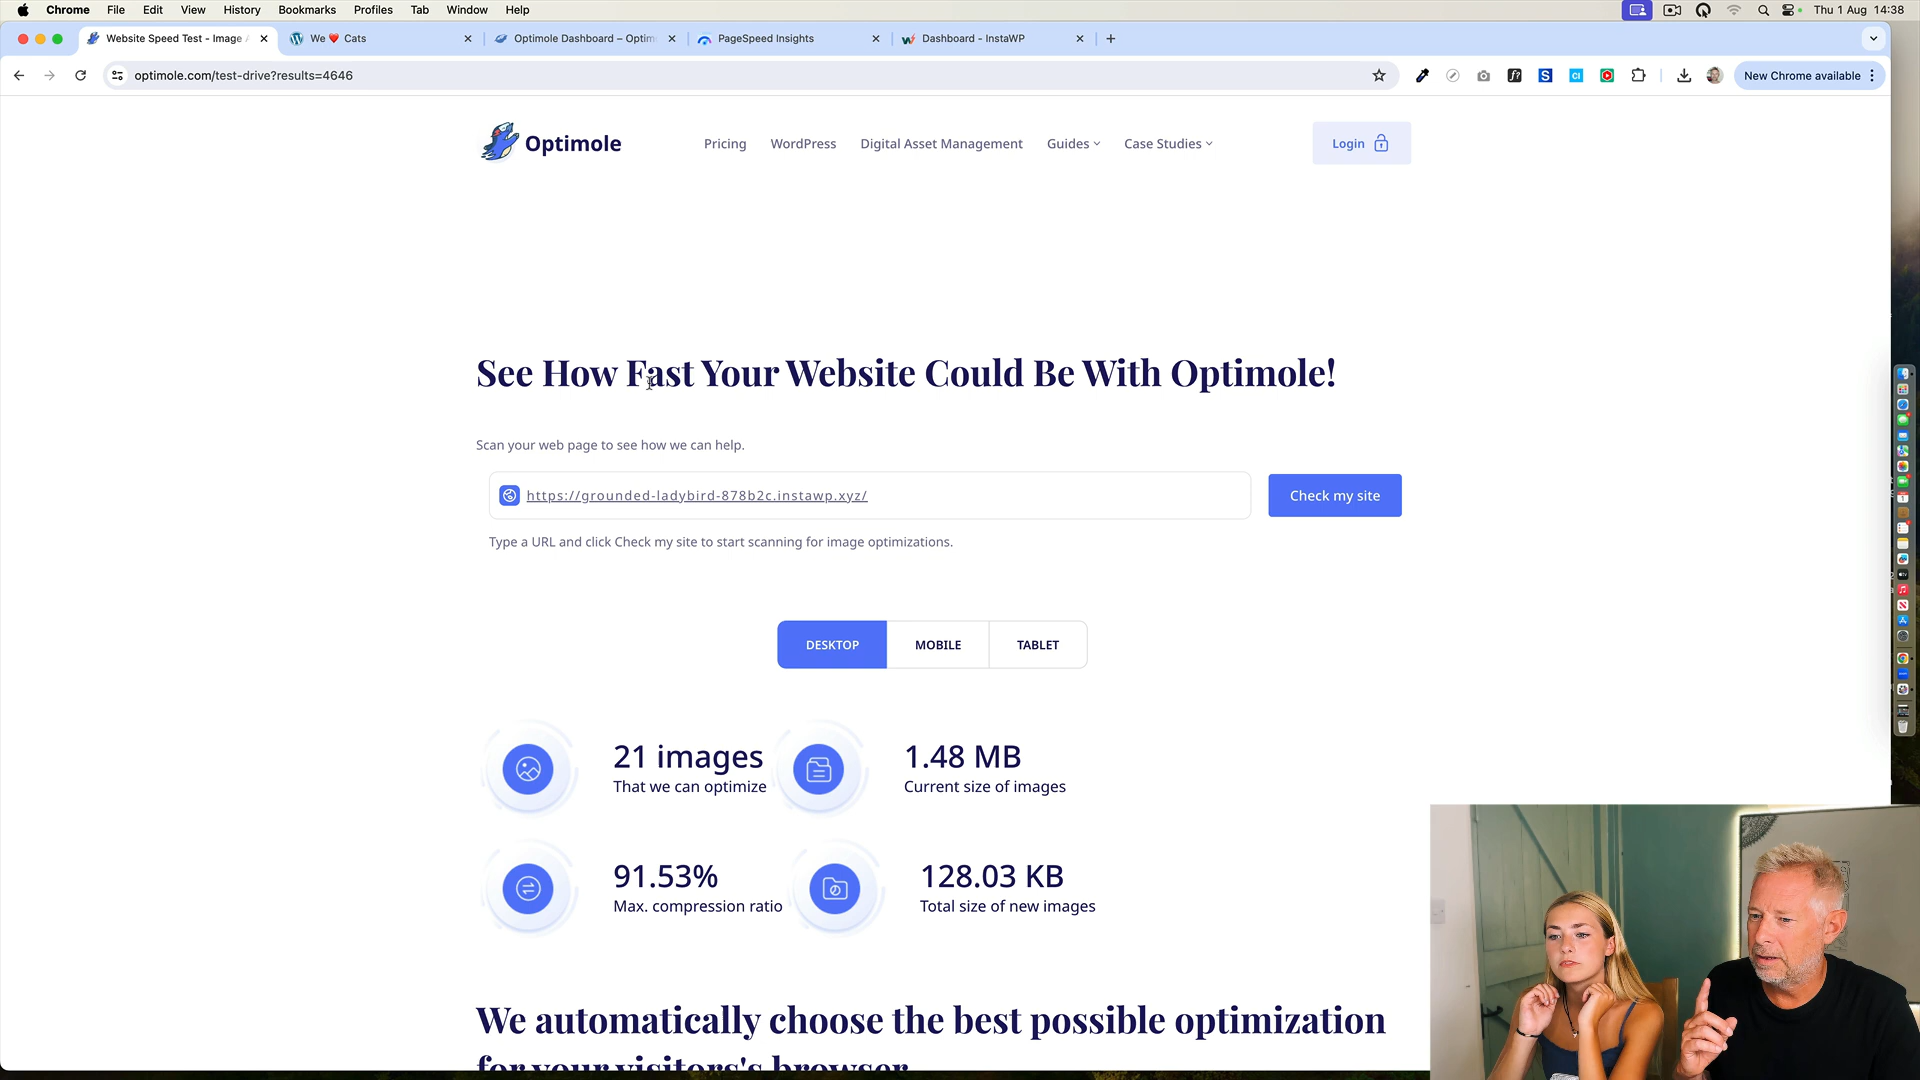 Chrome File Edit View History Bookmarks Profiles Tab Window Help Thu 1 Aug 14:38
Website Speed Test - Image We ❤️ Cats Optimole Dashboard – Optim PageSpeed Insights Dashboard - InstaWP
optimole.com/test-drive?results=4646 New Chrome available
Optimole Pricing WordPress Digital Asset Management Guides Case Studies Login
See How Fast Your Website Could Be With Optimole!
Scan your web page to see how we can help.
https://grounded-ladybird-878b2c.instawp.xyz/ Check my site
Type a URL and click Check my site to start scanning for image optimizations.
DESKTOP MOBILE TABLET
21 images 1.48 MB
That we can optimize Current size of images
91.53% 128.03 KB
Max. compression ratio Total size of new images
We automatically choose the best possible optimization
for your visitors's browser